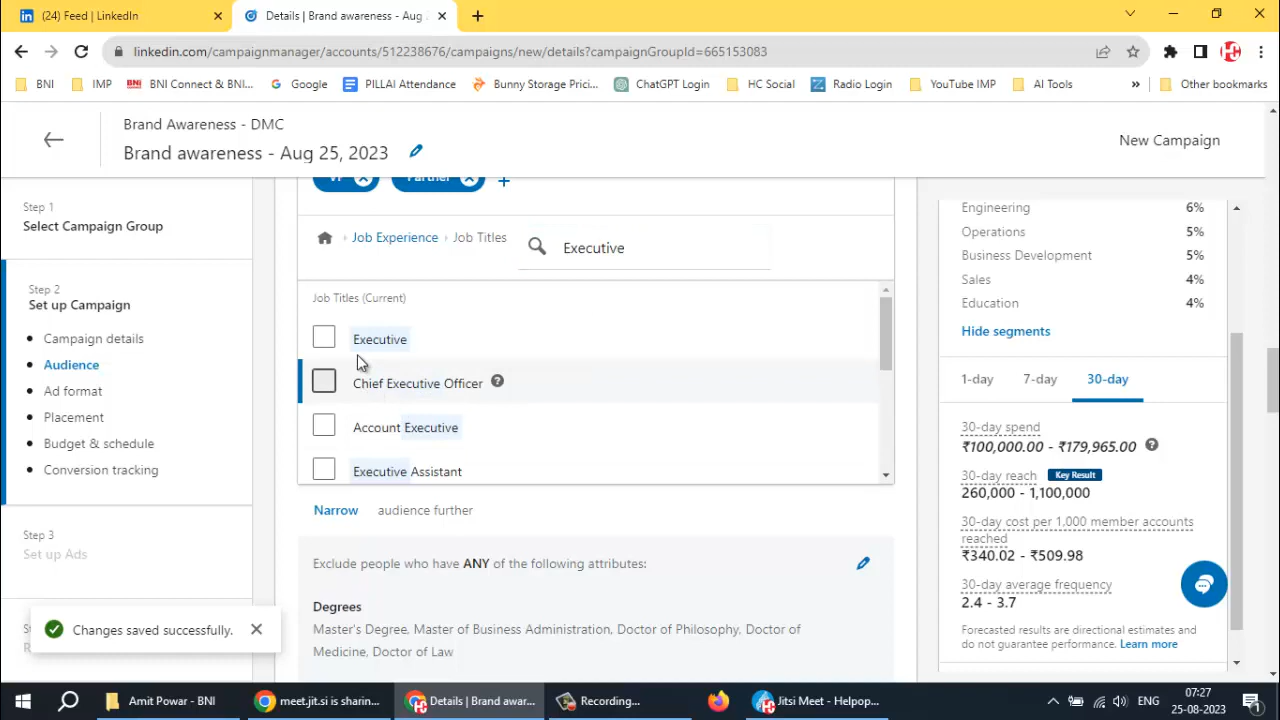 (24) Feed | LinkedIn
Details | Brand awareness - Aug
linkedin.com/campaignmanager/accounts/512238676/campaigns/new/details?campaignGroupId=665153083
BNI
IMP
BNI Connect & BNI...
Google
PILLAI Attendance
Bunny Storage Pricin...
ChatGPT Login
HC Social
Radio Login
YouTube IMP
AI Tools
»
Other bookmarks
Brand Awareness - DMC
Brand awareness - Aug 25, 2023
New Campaign
Step 1
Select Campaign Group
Step 2
Set up Campaign
Campaign details
Audience
Ad format
Placement
Budget & schedule
Conversion tracking
Step 3
Set up Ads
Changes saved successfully.
VP
Partner
Job Experience
Job Titles
Executive
Job Titles (Current)
Executive
Chief Executive Officer
Account Executive
Executive Assistant
Narrow audience further
Exclude people who have ANY of the following attributes:
Degrees
Master's Degree, Master of Business Administration, Doctor of Philosophy, Doctor of
Medicine, Doctor of Law
Engineering 6%
Operations 5%
Business Development 5%
Sales 4%
Education 4%
Hide segments
1-day 7-day 30-day
30-day spend
₹100,000.00 - ₹179,965.00
30-day reach Key Result
260,000 - 1,100,000
30-day cost per 1,000 member accounts
reached
₹340.02 - ₹509.98
30-day average frequency
2.4 - 3.7
Forecasted results are directional estimates and
do not guarantee performance. Learn more
Amit Powar - BNI
meet.jit.si is sharin...
Details | Brand awar...
Recording...
Jitsi Meet - Helpop...
ENG
07:27
25-08-2023